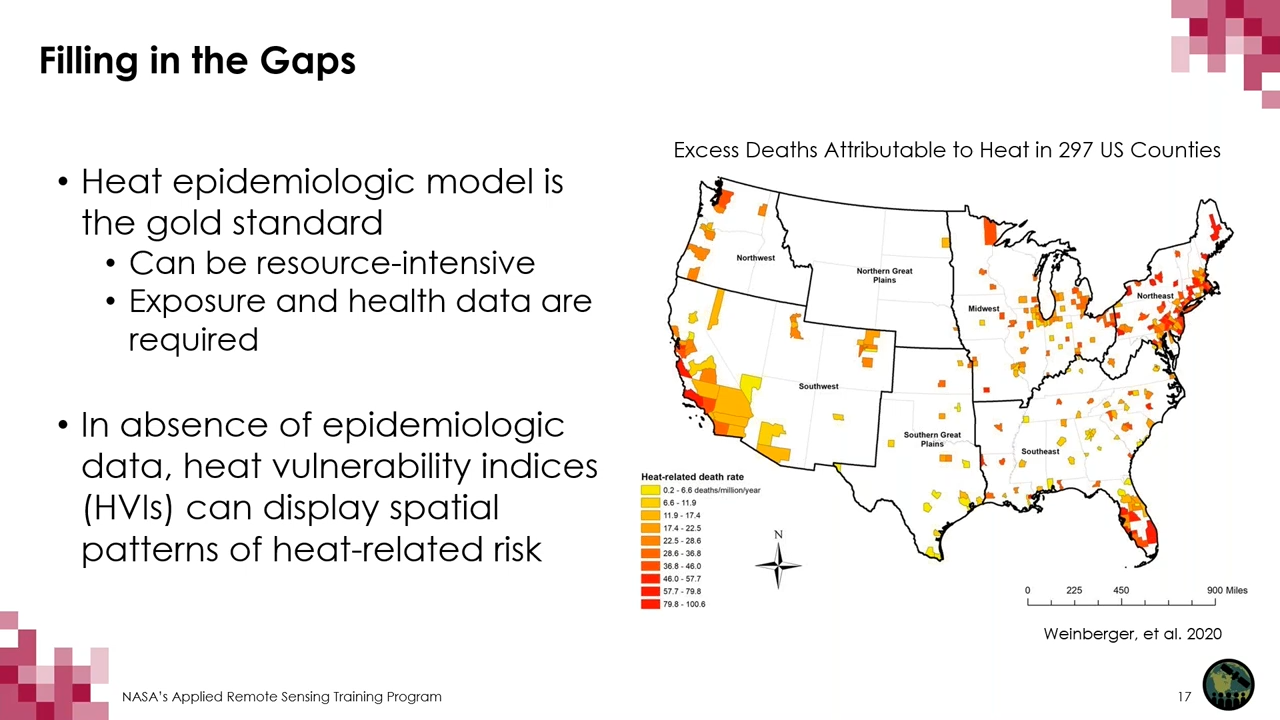 Filling in the Gaps
• Heat epidemiologic model is
the gold standard
• Can be resource-intensive
• Exposure and health data are
required
• In absence of epidemiologic
data, heat vulnerability indices
(HVIs) can display spatial
patterns of heat-related risk
Excess Deaths Attributable to Heat in 297 US Counties
Northwest
Northern Great
Plains
Midwest
Northeast
Southwest
Southern Great
Plains
Southeast
Heat-related death rate
0.2 - 6.6 deaths/million/year
6.6 - 11.9
11.9 - 17.4
17.4 - 22.5
22.5 - 28.6
28.6 - 36.8
36.8 - 46.0
46.0 - 57.7
57.7 - 79.8
79.8 - 100.6
N
0 225 450 900 Miles
Weinberger, et al. 2020
NASA's Applied Remote Sensing Training Program
17